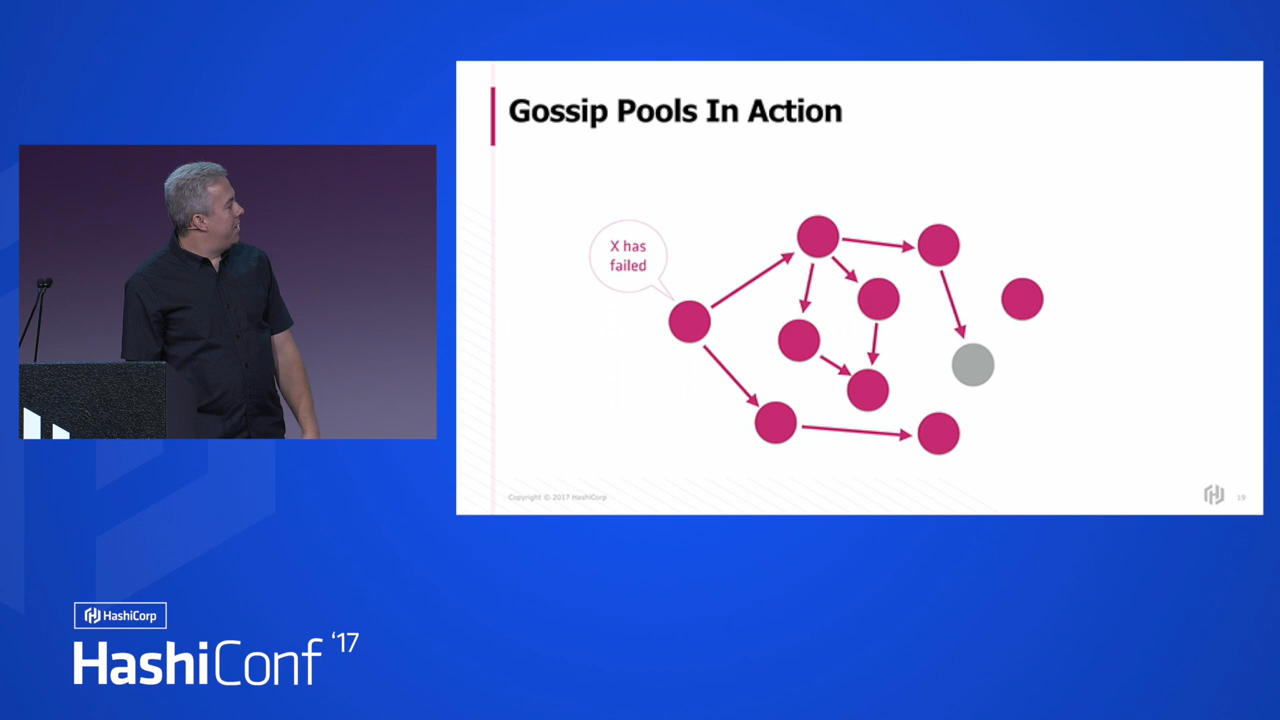 Gossip Pools In Action
X has
failed
Copyright © 2017 HashiCorp
19
HashiCorp
HashiConf '17